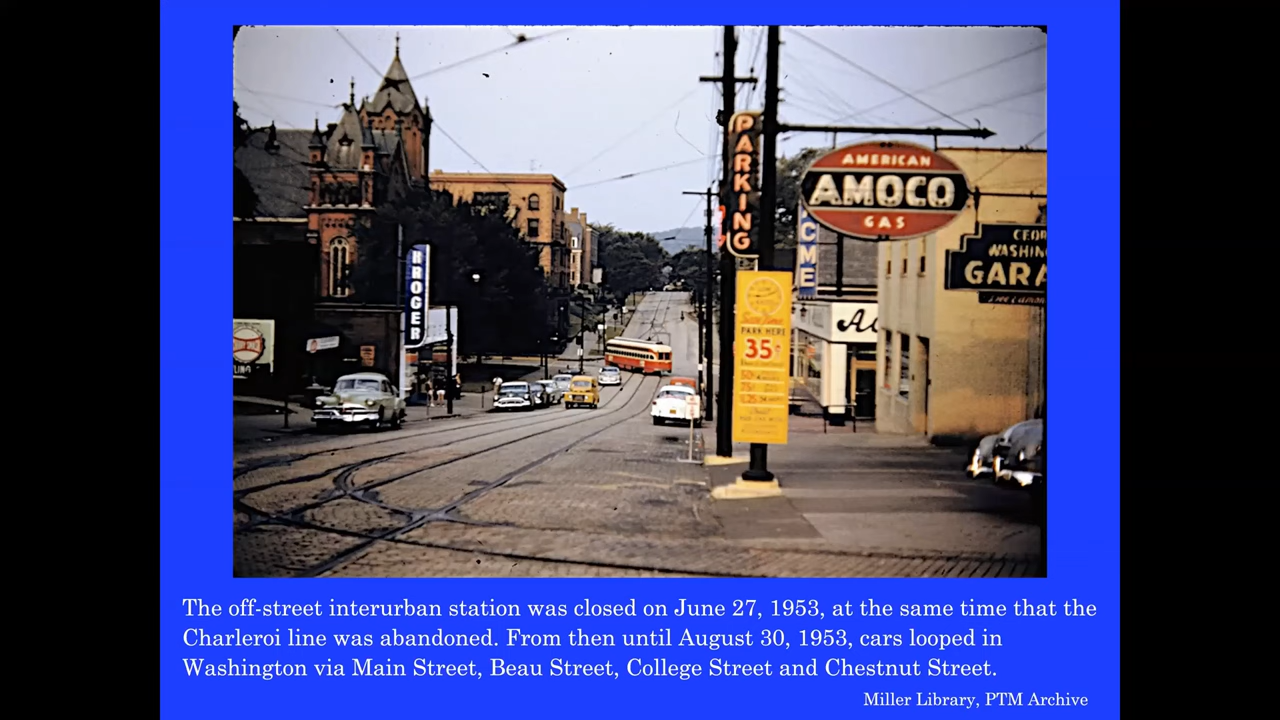 PARKING
AMERICAN
AMOCO
GAS
KROGER
CME
WASHIN
GARA
PARK HERE
35¢
The off-street interurban station was closed on June 27, 1953, at the same time that the
Charleroi line was abandoned. From then until August 30, 1953, cars looped in
Washington via Main Street, Beau Street, College Street and Chestnut Street.
Miller Library, PTM Archive